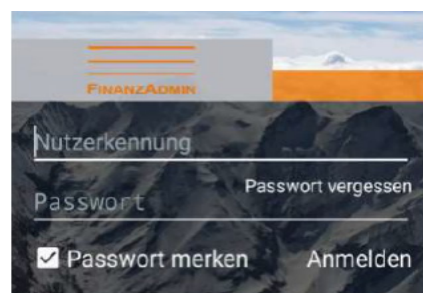 FINANZADMIN
Nutzerkennung
Passwort vergessen
Passwort
Passwort merken
Anmelden